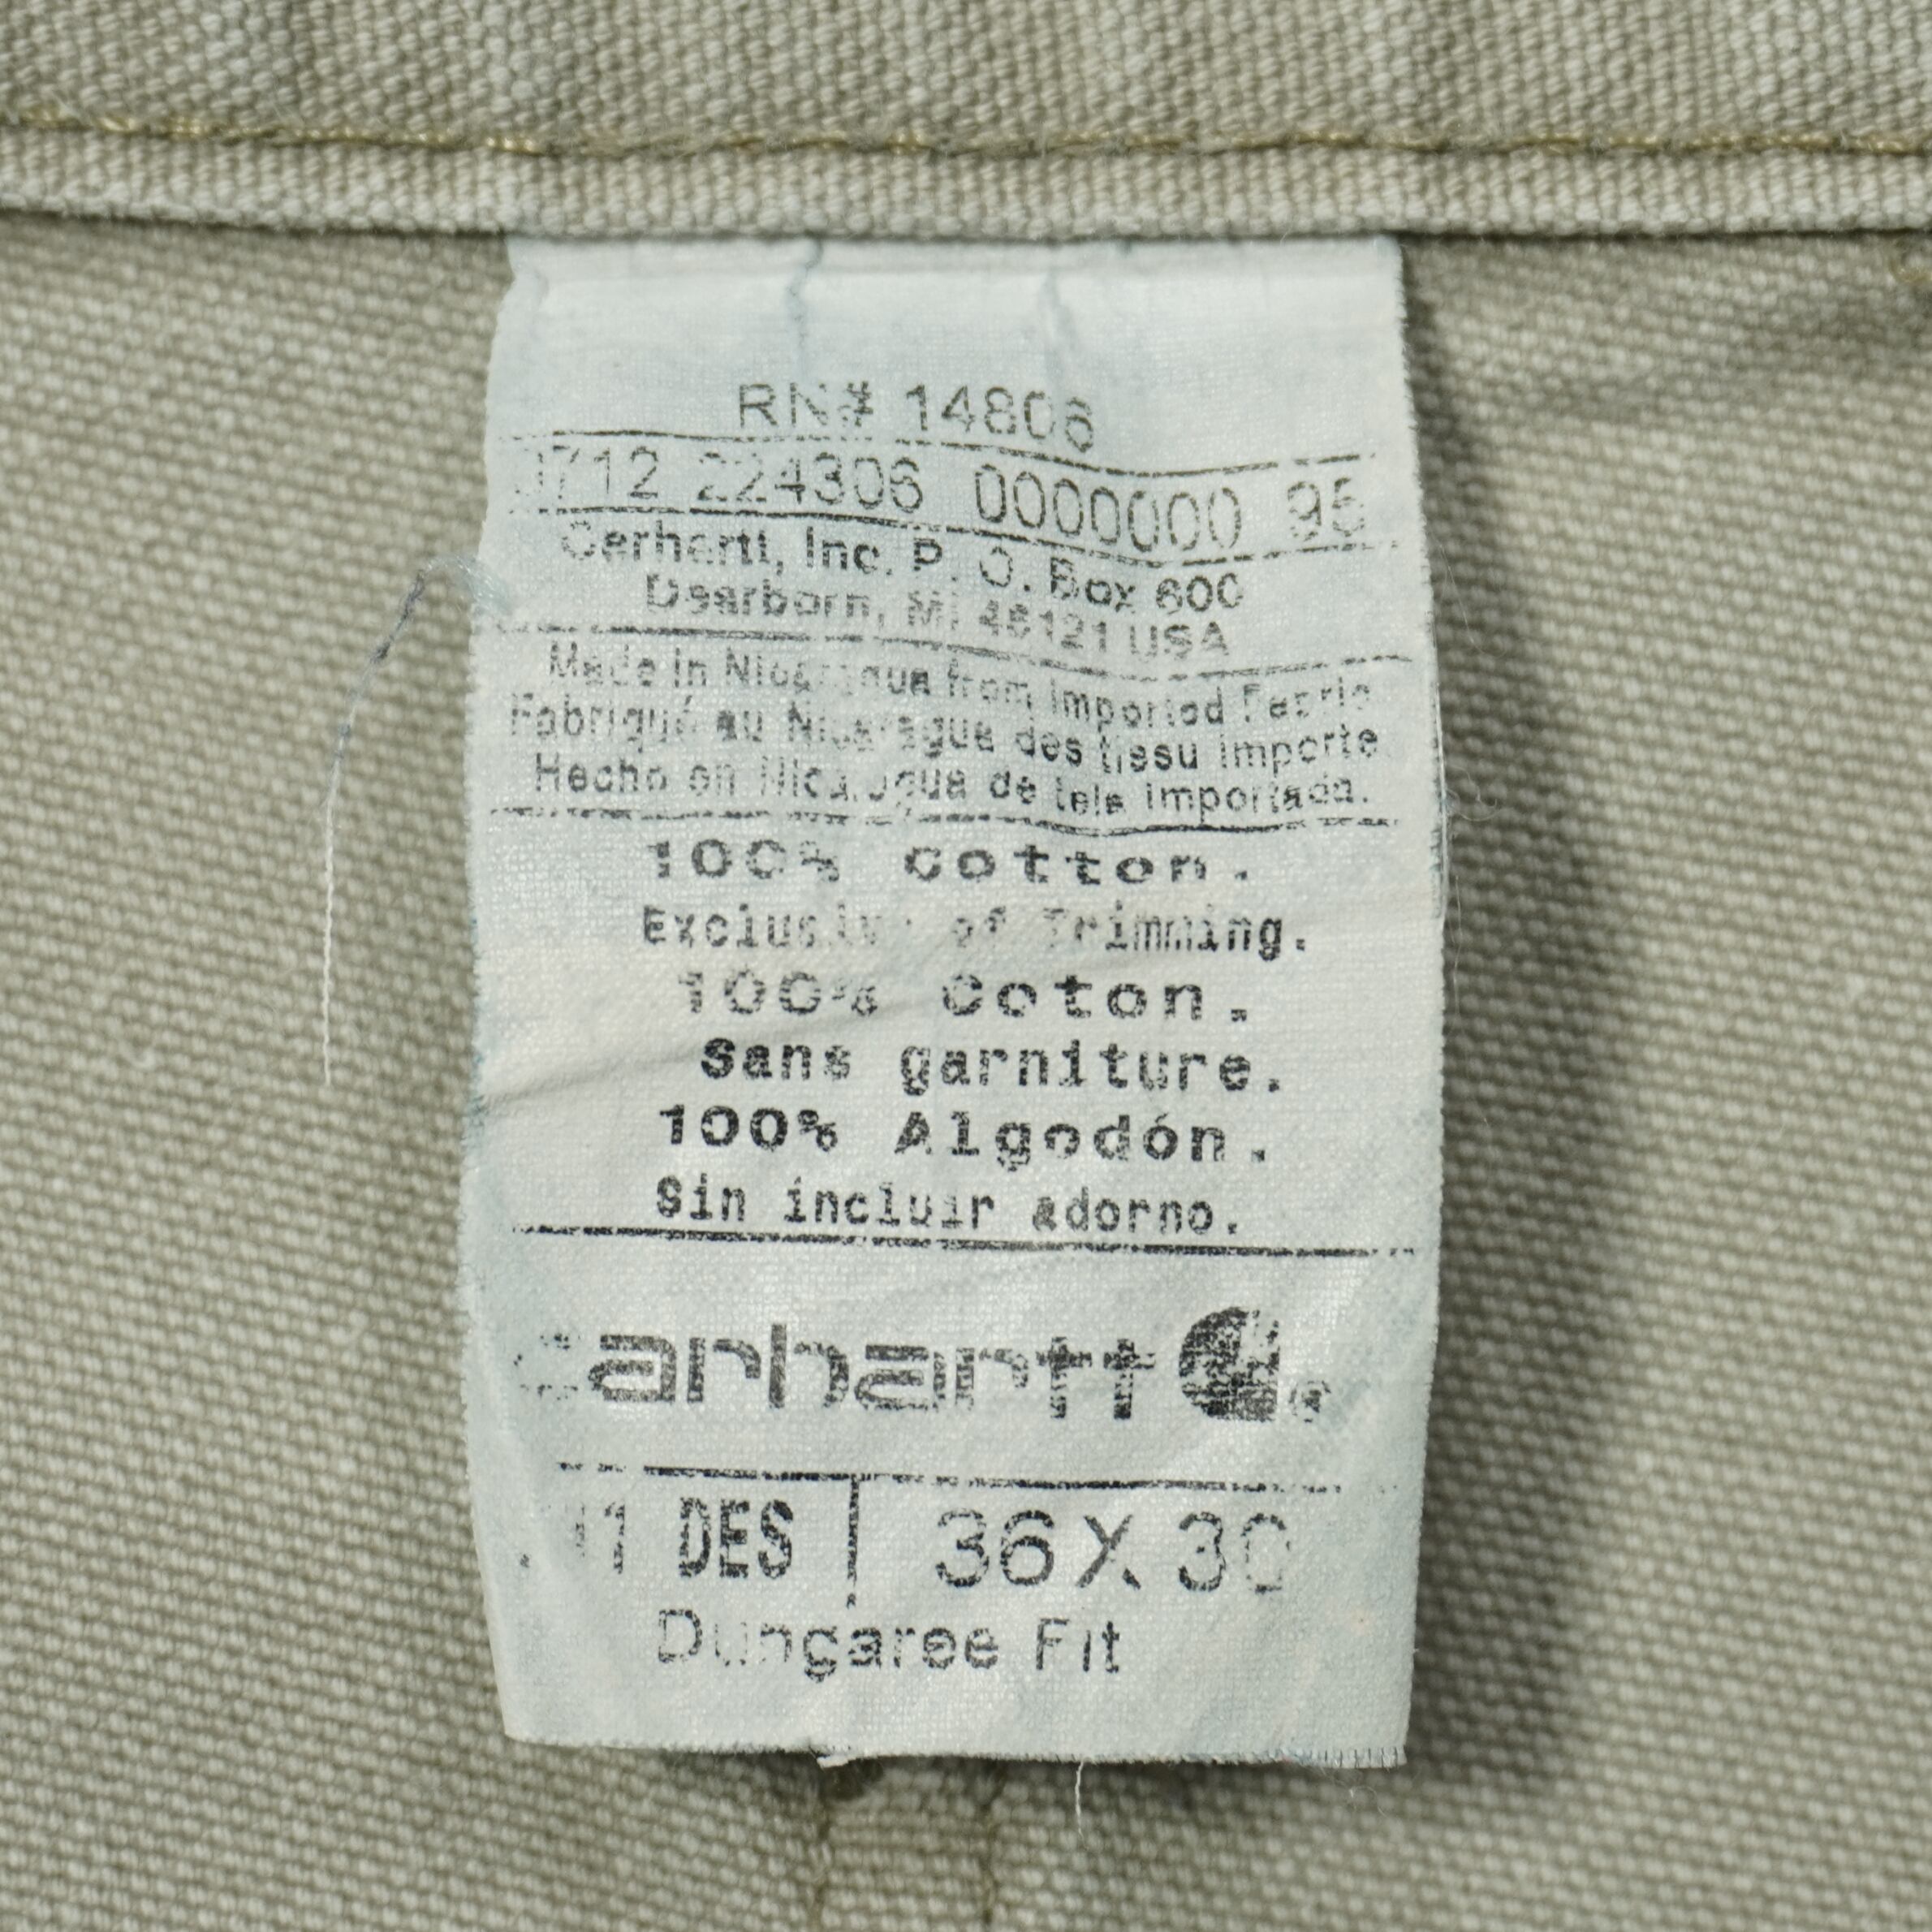 RN# 14806
0712 224306 0000000 95
Carhartt, Inc. P. O. Box 600
Dearborn, MI 48121 USA
Made in Nicaragua from Imported Fabric
Fabriqué au Nicaragua des tissu importe.
Hecho en Nicaragua de tela importada.
100% Cotton.
Exclusive of Trimming.
100% Coton.
Sans garniture.
100% Algodón.
Sin incluir adorno.
carhartt ®
DES | 36 X 30
Dungaree Fit